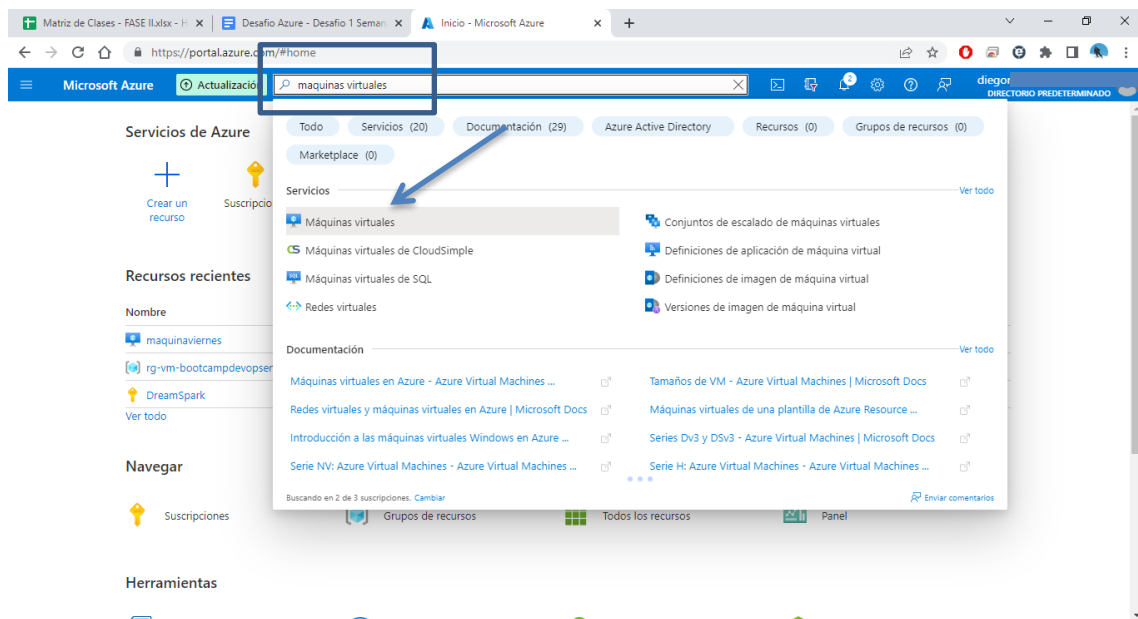 Matriz de Clases - FASE II.xlsx - H
Desafio Azure - Desafio 1 Seman
Inicio - Microsoft Azure
https://portal.azure.com/#home
Microsoft Azure
Actualización
maquinas virtuales
2
diegor
DIRECTORIO PREDETERMINADO
Servicios de Azure
Crear un
recurso
Suscripcio
Todo
Servicios (20)
Documentación (29)
Azure Active Directory
Recursos (0)
Grupos de recursos (0)
Marketplace (0)
Servicios
Ver todo
Máquinas virtuales
Conjuntos de escalado de máquinas virtuales
CS Máquinas virtuales de CloudSimple
Definiciones de aplicación de máquina virtual
SQL Máquinas virtuales de SQL
Definiciones de imagen de máquina virtual
Redes virtuales
Versiones de imagen de máquina virtual
Recursos recientes
Nombre
maquinaviernes
rg-vm-bootcampdevopser
DreamSpark
Ver todo
Documentación
Ver todo
Máquinas virtuales en Azure - Azure Virtual Machines ...
Tamaños de VM - Azure Virtual Machines | Microsoft Docs
Redes virtuales y máquinas virtuales en Azure | Microsoft Docs
Máquinas virtuales de una plantilla de Azure Resource ...
Introducción a las máquinas virtuales Windows en Azure ...
Series Dv3 y DSv3 - Azure Virtual Machines | Microsoft Docs
Serie NV: Azure Virtual Machines - Azure Virtual Machines ...
Serie H: Azure Virtual Machines - Azure Virtual Machines ...
Buscando en 2 de 3 suscripciones. Cambiar
Enviar comentarios
Navegar
Suscripciones
Grupos de recursos
Todos los recursos
Panel
Herramientas